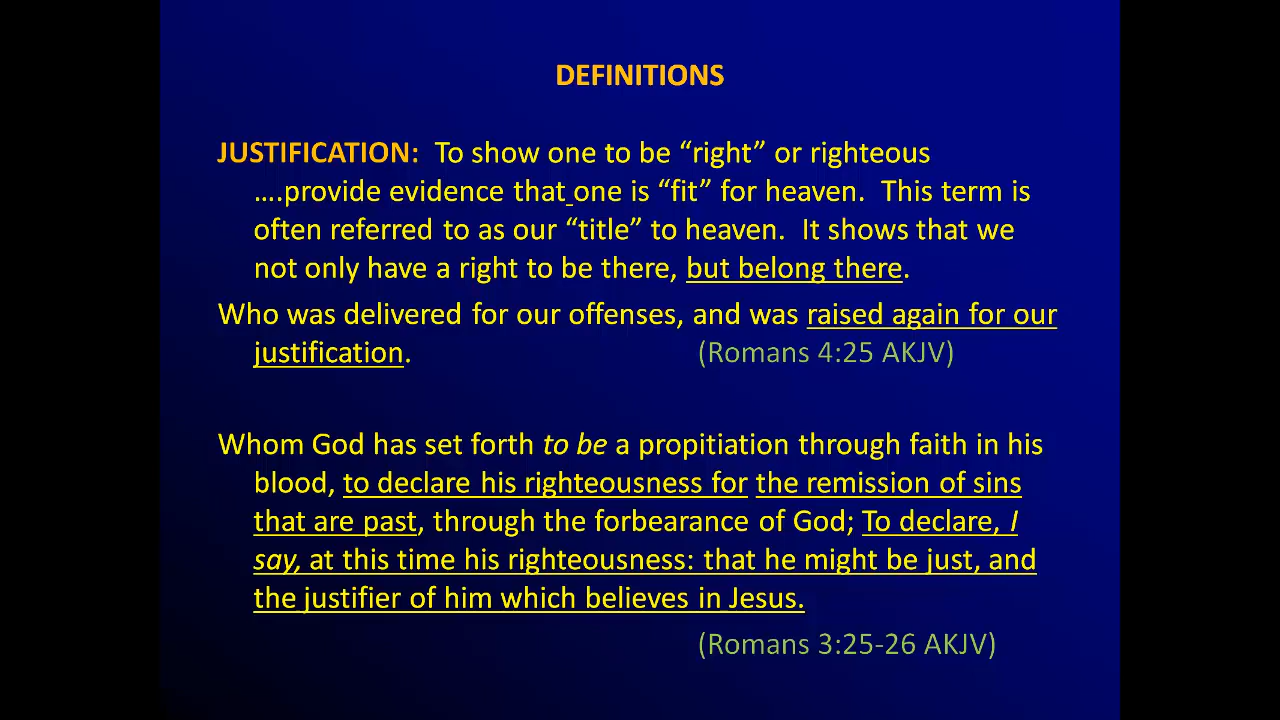 DEFINITIONS
JUSTIFICATION: To show one to be “right” or righteous
….provide evidence that one is “fit” for heaven. This term is
often referred to as our “title” to heaven. It shows that we
not only have a right to be there, but belong there.
Who was delivered for our offenses, and was raised again for our
justification. (Romans 4:25 AKJV)
Whom God has set forth to be a propitiation through faith in his
blood, to declare his righteousness for the remission of sins
that are past, through the forbearance of God; To declare, I
say, at this time his righteousness: that he might be just, and
the justifier of him which believes in Jesus.
(Romans 3:25-26 AKJV)